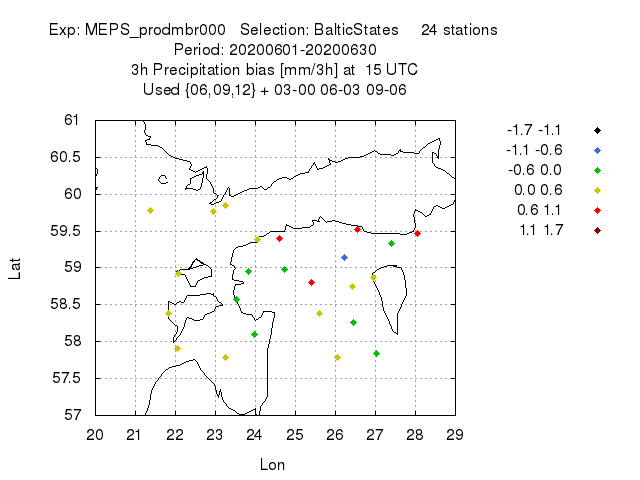 Exp: MEPS_prodmbr000 Selection: BalticStates 24 stations
Period: 20200601-20200630
3h Precipitation bias [mm/3h] at 15 UTC
Used {06,09,12} + 03-00 06-03 09-06
61
60.5
60
59.5
59
58.5
58
57.5
57
Lat
20 21 22 23 24 25 26 27 28 29
Lon
-1.7 -1.1
-1.1 -0.6
-0.6 0.0
0.0 0.6
0.6 1.1
1.1 1.7